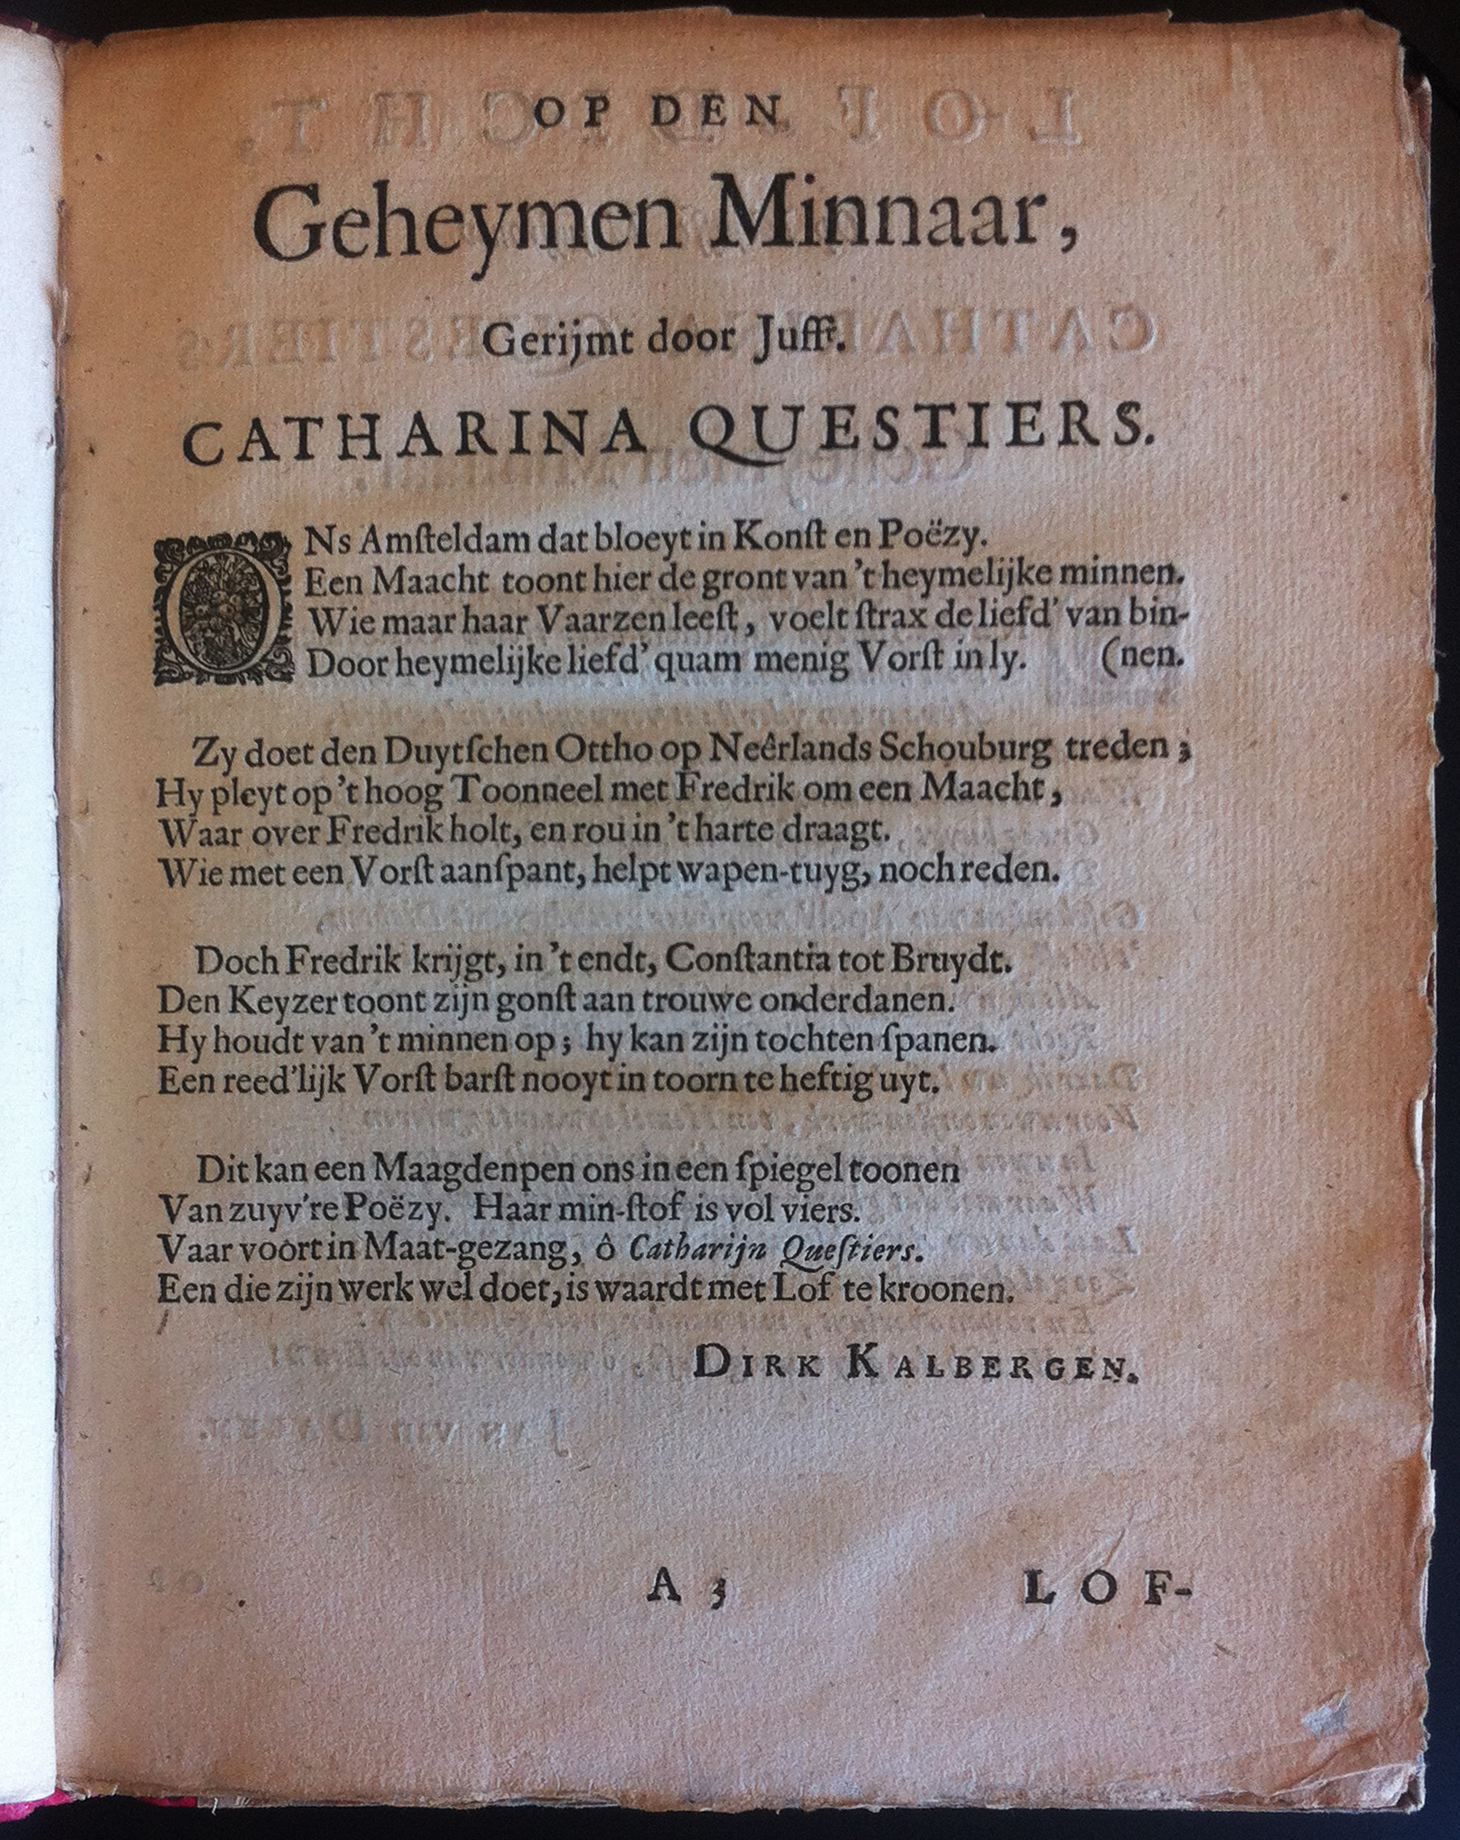 OP DEN
Geheymen Minnaar,
Gerijmt door Juffr.
CATHARINA QUESTIERS.
ONs Amſteldam dat bloeyt in Konſt en Poëzy.
Een Maacht toont hier de gront van 't heymelijke minnen.
Wie maar haar Vaarzen leeſt, voelt ſtrax de liefd' van bin-
Door heymelijke liefd' quam menig Vorſt in ly. (nen.
Zy doet den Duytſchen Ottho op Neêrlands Schouburg treden;
Hy pleyt op 't hoog Tooneel met Fredrik om een Maacht,
Waar over Fredrik holt, en rou in 't harte draagt.
Wie met een Vorſt aanſpant, helpt wapen-tuyg, noch reden.
Doch Fredrik krijgt, in 't endt, Conſtantia tot Bruydt.
Den Keyzer toont zijn gonſt aan trouwe onderdanen.
Hy houdt van 't minnen op; hy kan zijn tochten ſpanen.
Een reed'lijk Vorſt barſt nooyt in toorn te heftig uyt.
Dit kan een Maagdenpen ons in een ſpiegel toonen
Van zuyv're Poëzy. Haar min-ſtof is vol viers.
Vaar voort in Maat-gezang, ô Catharijn Queſtiers.
Een die zijn werk wel doet, is waardt met Lof te kroonen.
DIRK KALBERGEN.
A 3 LOF-